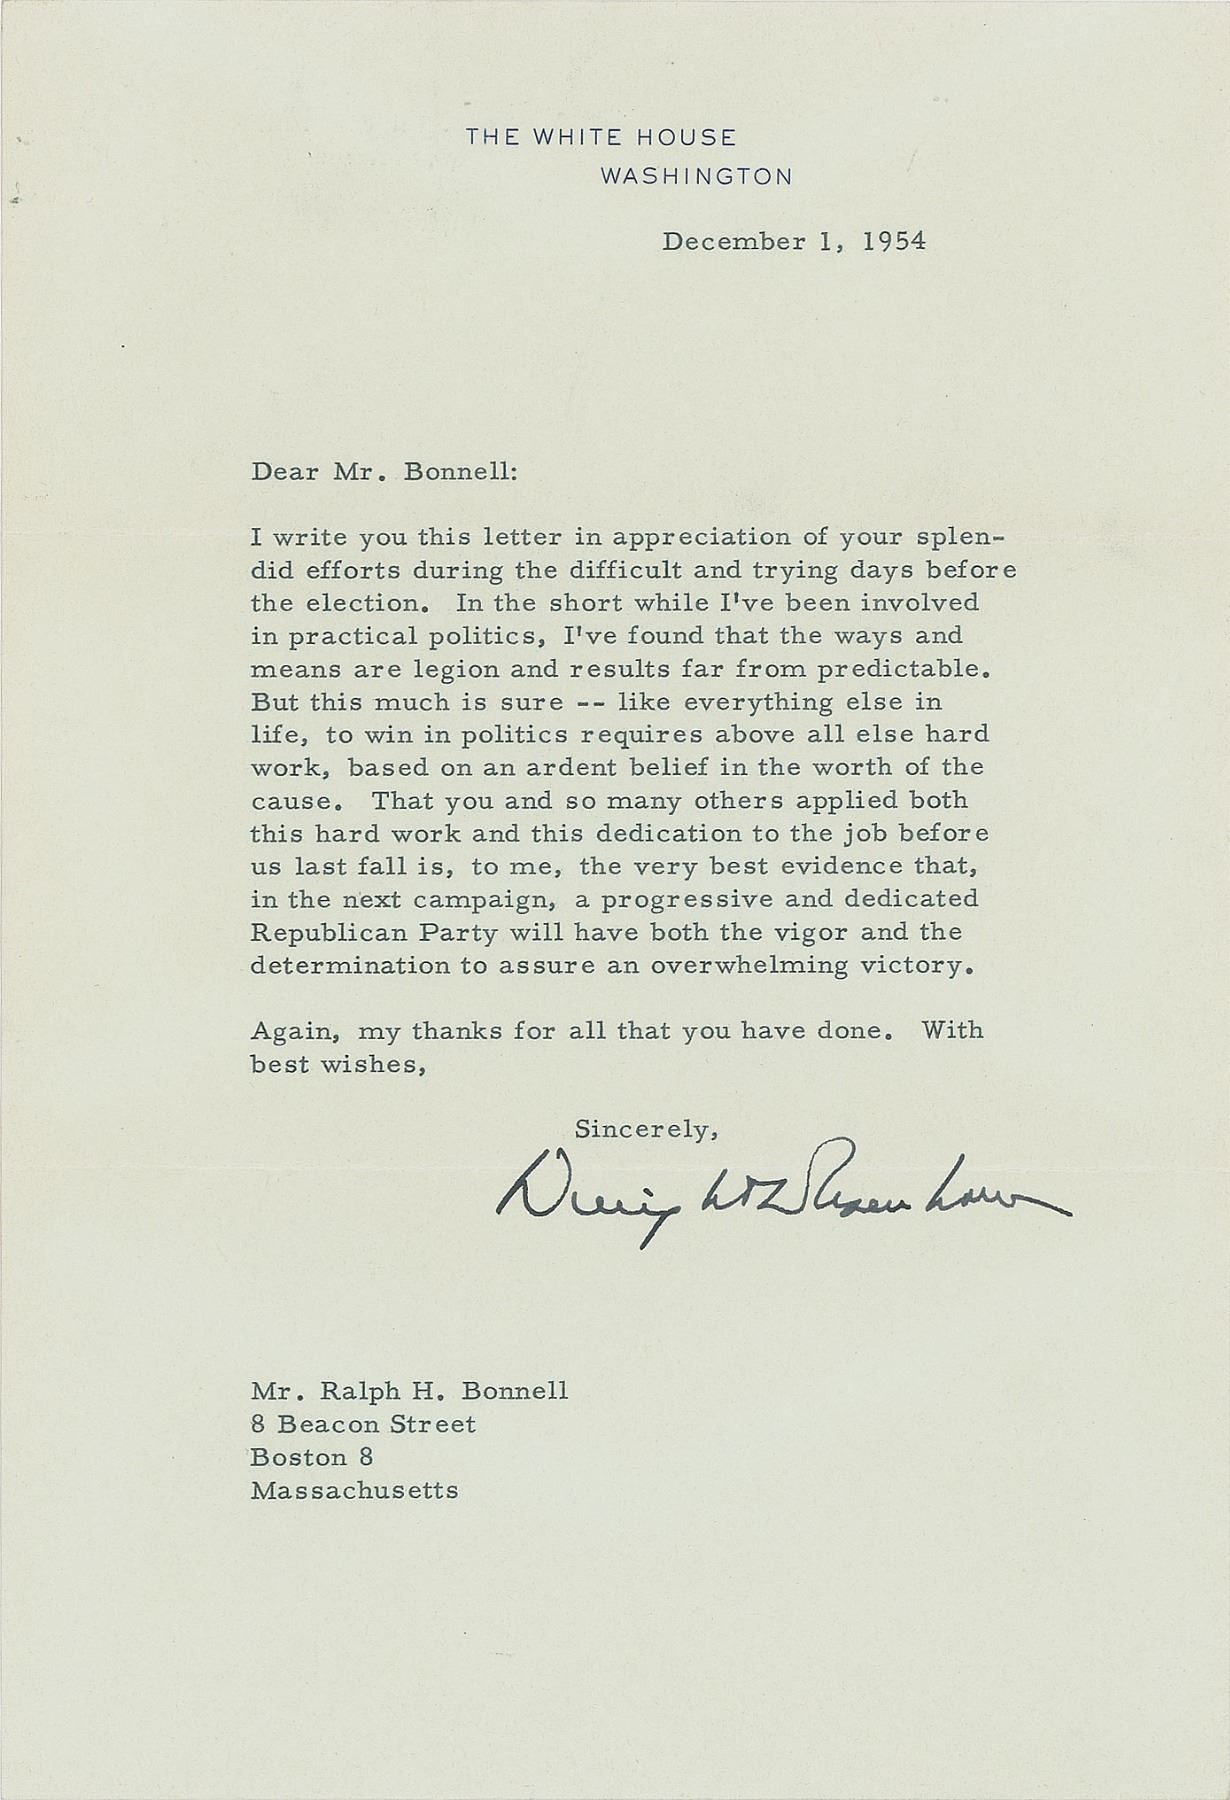 THE WHITE HOUSE
WASHINGTON
December 1, 1954
Dear Mr. Bonnell:
I write you this letter in appreciation of your splen-
did efforts during the difficult and trying days before
the election. In the short while I've been involved
in practical politics, I've found that the ways and
means are legion and results far from predictable.
But this much is sure -- like everything else in
life, to win in politics requires above all else hard
work, based on an ardent belief in the worth of the
cause. That you and so many others applied both
this hard work and this dedication to the job before
us last fall is, to me, the very best evidence that,
in the next campaign, a progressive and dedicated
Republican Party will have both the vigor and the
determination to assure an overwhelming victory.
Again, my thanks for all that you have done. With
best wishes,
Sincerely,
Dwight D Eisenhower
Mr. Ralph H. Bonnell
8 Beacon Street
Boston 8
Massachusetts